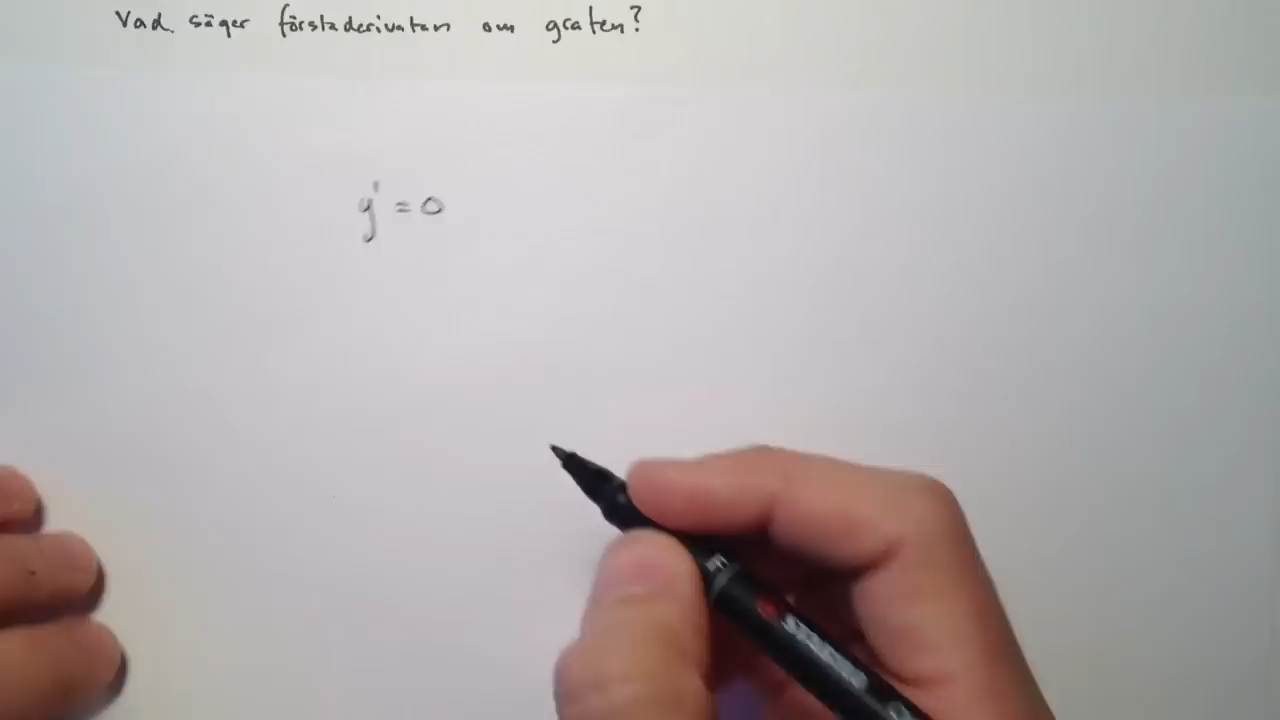 Vad säger förstaderivatan om grafen?
y' = 0